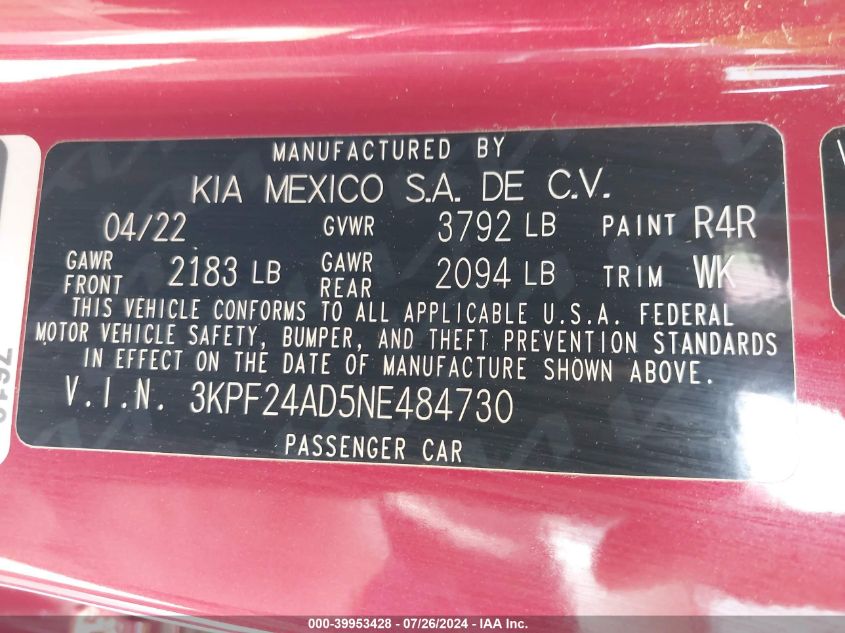 MANUFACTURED BY
KIA MEXICO S.A. DE C.V.
04/22 GVWR 3792 LB PAINT R4R
GAWR FRONT 2183 LB GAWR REAR 2094 LB TRIM WK
THIS VEHICLE CONFORMS TO ALL APPLICABLE U.S.A. FEDERAL
MOTOR VEHICLE SAFETY, BUMPER, AND THEFT PREVENTION STANDARDS
IN EFFECT ON THE DATE OF MANUFACTURE SHOWN ABOVE.
V.I.N. 3KPF24AD5NE484730
PASSENGER CAR
000-39953428 - 07/26/2024 - IAA Inc.